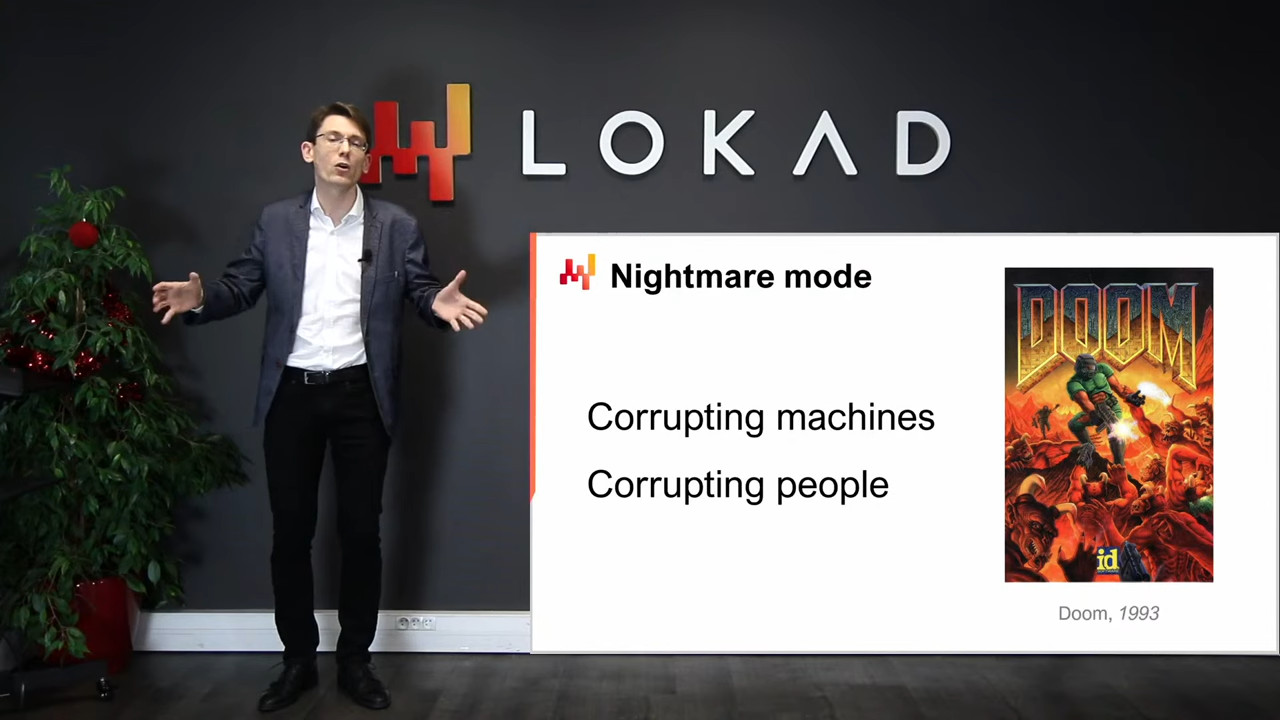 LOKAD
Nightmare mode
DOOM
Corrupting machines
Corrupting people
id
Doom, 1993